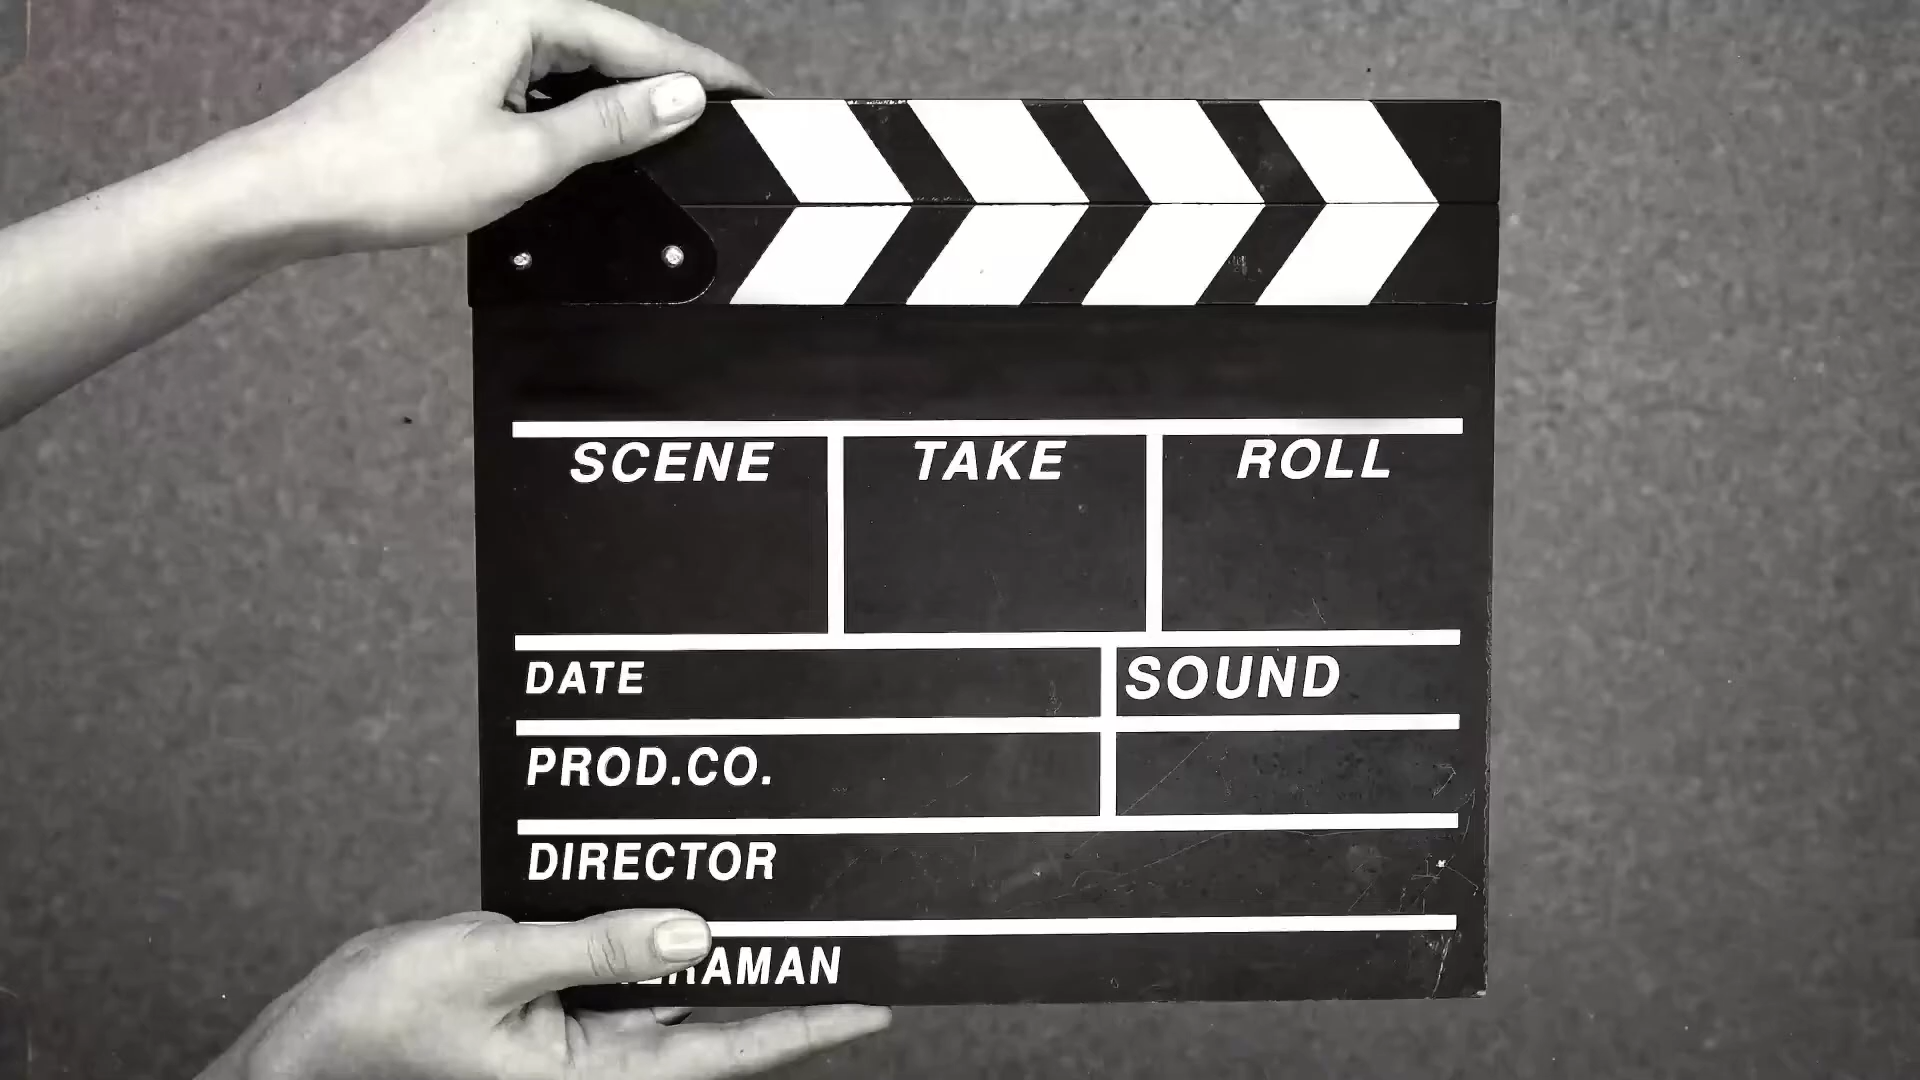 SCENE TAKE ROLL
DATE SOUND
PROD.CO.
DIRECTOR